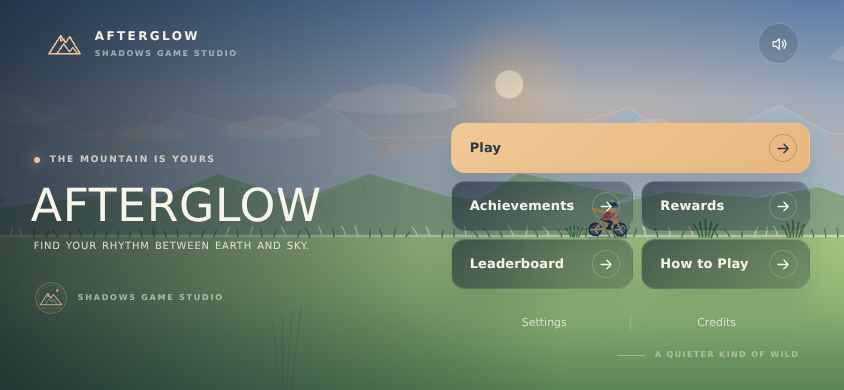 AFTERGLOW
SHADOWS GAME STUDIO
THE MOUNTAIN IS YOURS
AFTERGLOW
FIND YOUR RHYTHM BETWEEN EARTH AND SKY.
SHADOWS GAME STUDIO
Play
Achievements
Rewards
Leaderboard
How to Play
Settings
Credits
A QUIETER KIND OF WILD